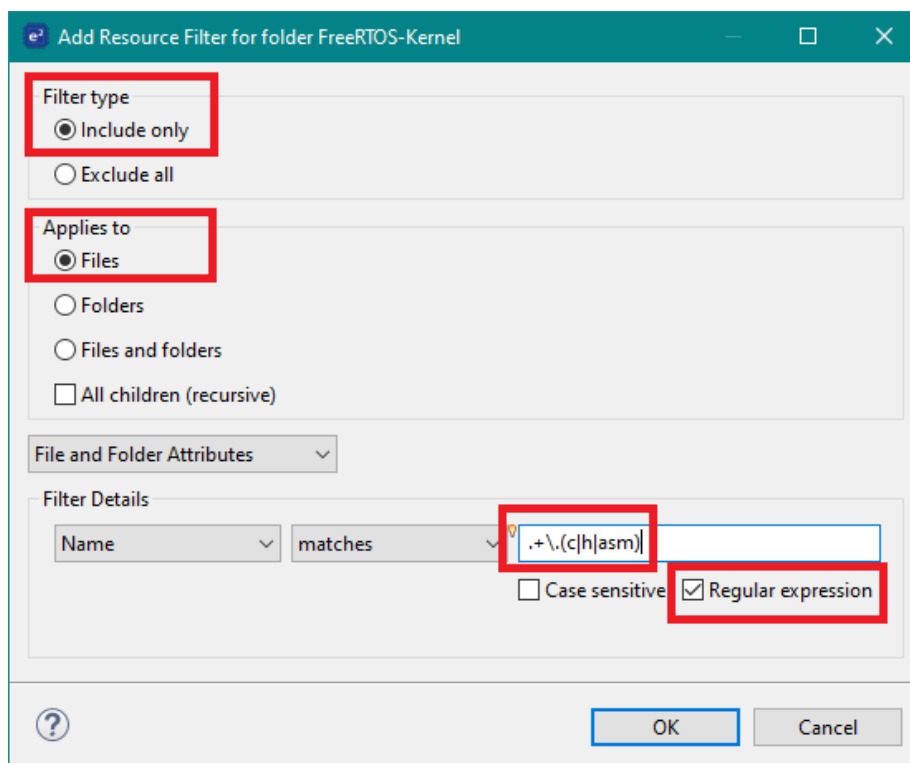 e² Add Resource Filter for folder FreeRTOS-Kernel
Filter type
Include only
Exclude all
Applies to
Files
Folders
Files and folders
All children (recursive)
File and Folder Attributes
Filter Details
Name matches .+\.(c|h|asm)
Case sensitive Regular expression
? OK Cancel